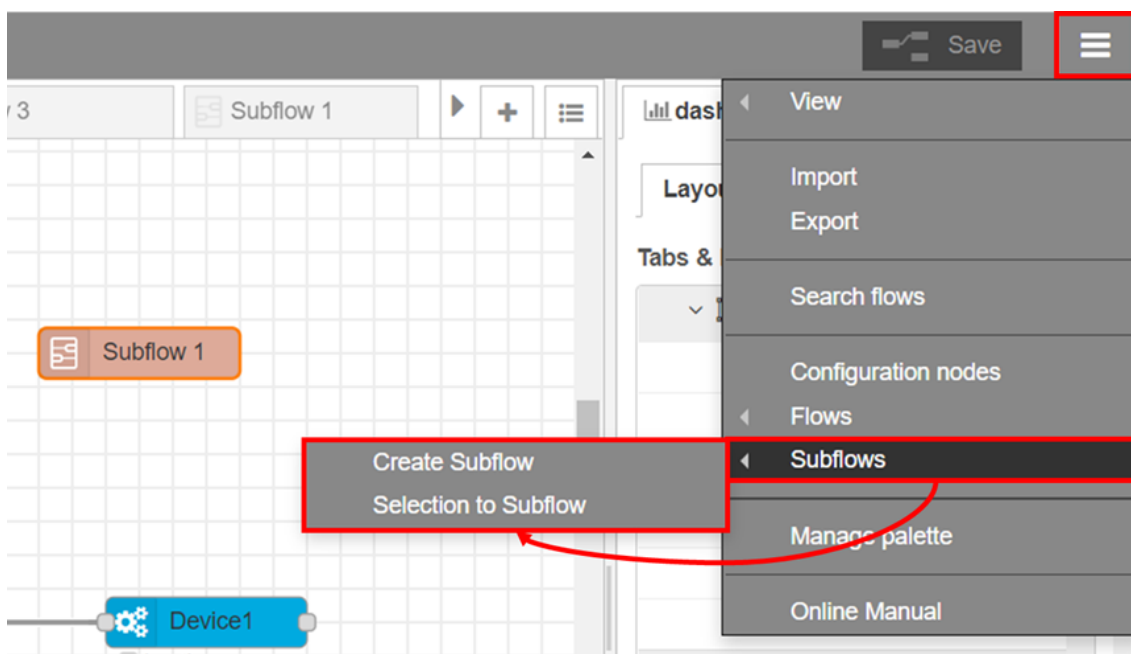 Save
3
Subflow 1
dash
View
Layou
Import
Export
Tabs &
Search flows
Subflow 1
Configuration nodes
Flows
Subflows
Create Subflow
Selection to Subflow
Manage palette
Device1
Online Manual